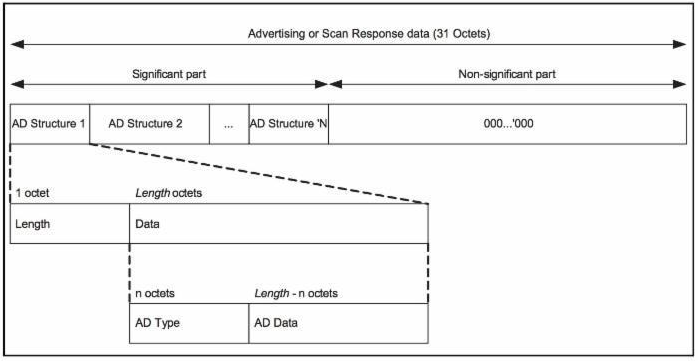 Advertising or Scan Response data (31 Octets)
Significant part Non-significant part
AD Structure 1 AD Structure 2 ... AD Structure 'N 000...'000
1 octet Length octets
Length Data
n octets Length - n octets
AD Type AD Data